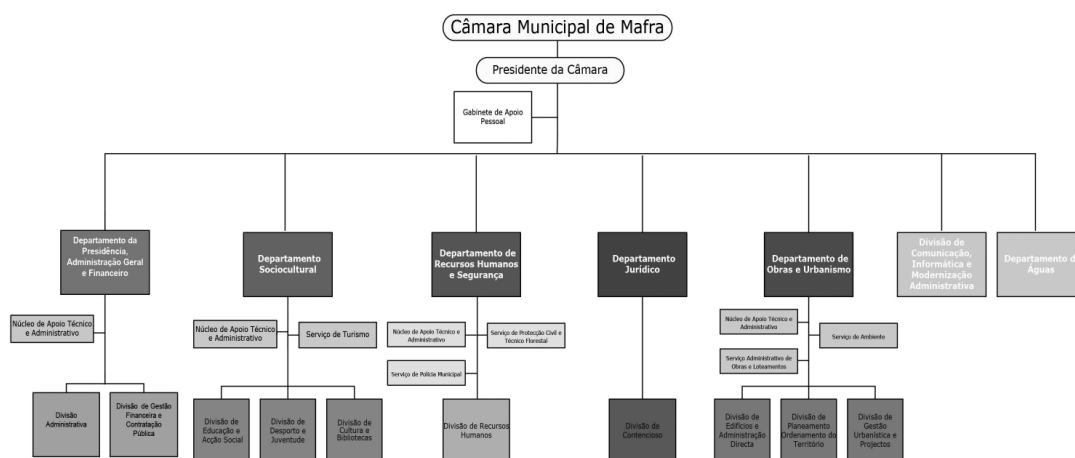 Câmara Municipal de Mafra
Presidente da Câmara
Gabinete de Apoio
Pessoal
Departamento da
Presidência,
Administração Geral
e Financeiro
Departamento
Sociocultural
Departamento de
Recursos Humanos
e Segurança
Departamento
Jurídico
Departamento de
Obras e Urbanismo
Divisão de
Comunicação,
Informática e
Modernização
Administrativa
Departamento d
Águas
Núcleo de Apoio Técnico
e Administrativo
Núcleo de Apoio Técnico
e Administrativo
Serviço de Turismo
Núcleo de Apoio Técnico e
Administrativo
Serviço de Protecção Civil e
Técnico Florestal
Serviço de Polícia Municipal
Núcleo de Apoio Técnico e
Administrativo
Serviço de Ambiente
Serviço Administrativo de
Obras e Loteamentos
Divisão
Administrativa
Divisão de Gestão
Financeira e
Contratação
Pública
Divisão de
Educação e
Acção Social
Divisão de
Desporto e
Juventude
Divisão de
Cultura e
Bibliotecas
Divisão de Recursos
Humanos
Divisão de
Contencioso
Divisão de
Edifícios e
Administração
Directa
Divisão de
Planeamento
Ordenamento do
Território
Divisão de
Gestão
Urbanística e
Projectos